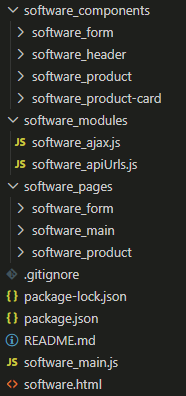 software_components
software_form
software_header
software_product
software_product-card
software_modules
JS software_ajax.js
JS software_apiUrls.js
software_pages
software_form
software_main
software_product
.gitignore
{} package-lock.json
{} package.json
README.md
JS software_main.js
<> software.html